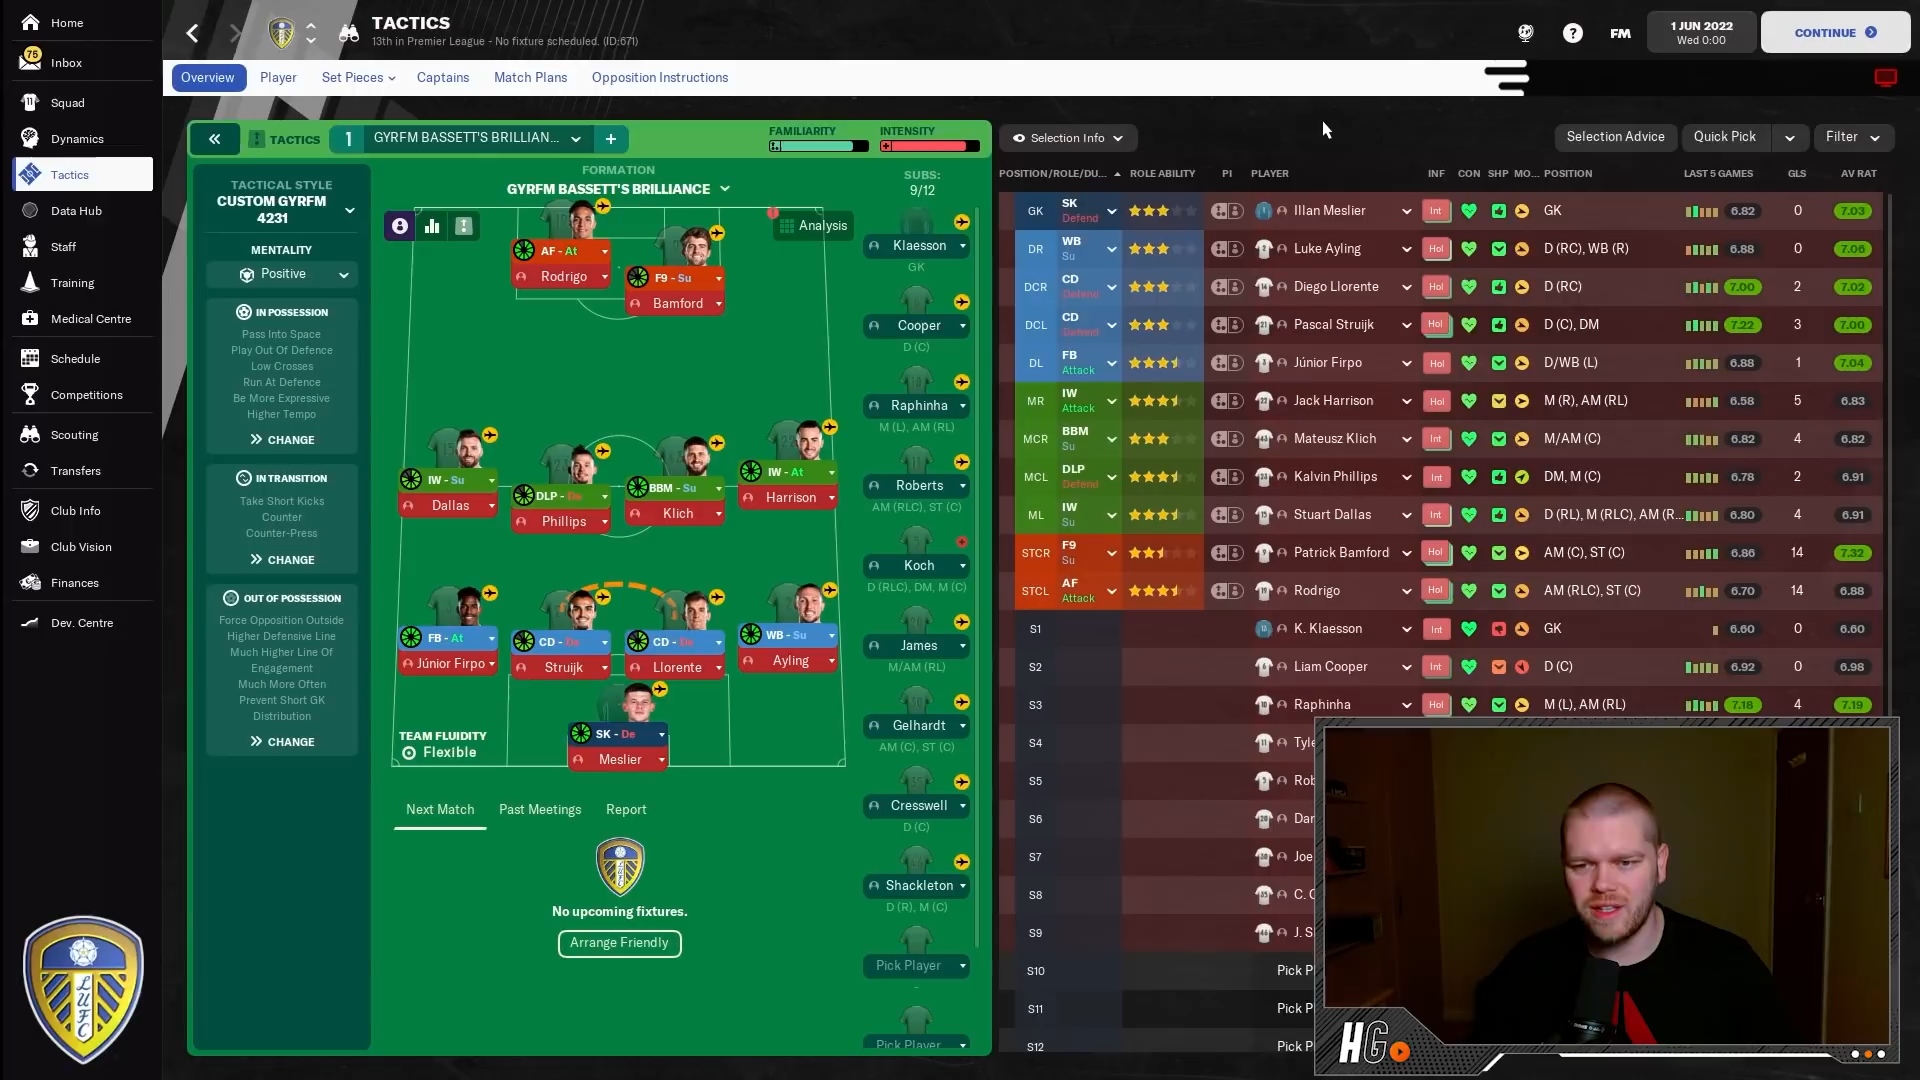 Home
Inbox
75
Squad
Dynamics
Tactics
Data Hub
Staff
Training
Medical Centre
Schedule
Competitions
Scouting
Transfers
Club Info
Club Vision
Finances
Dev. Centre
TACTICS
13th in Premier League - No fixture scheduled. (ID:671)
FM
1 JUN 2022
Wed 0:00
CONTINUE
Overview
Player
Set Pieces
Captains
Match Plans
Opposition Instructions
TACTICS
1
GYRFM BASSETT'S BRILLIAN...
FAMILIARITY
INTENSITY
TACTICAL STYLE
CUSTOM GYRFM
4231
MENTALITY
Positive
IN POSSESSION
Pass Into Space
Play Out Of Defence
Low Crosses
Run At Defence
Be More Expressive
Higher Tempo
CHANGE
IN TRANSITION
Take Short Kicks
Counter
Counter-Press
CHANGE
OUT OF POSSESSION
Force Opposition Outside
Higher Defensive Line
Much Higher Line Of
Engagement
Much More Often
Prevent Short GK
Distribution
CHANGE
FORMATION
GYRFM BASSETT'S BRILLIANCE
Analysis
AF - At
Rodrigo
F9 - Su
Bamford
IW - Su
Dallas
DLP - De
Phillips
BBM - Su
Klich
IW - At
Harrison
FB - At
Júnior Firpo
CD - De
Struijk
CD - De
Llorente
WB - Su
Ayling
SK - De
Meslier
TEAM FLUIDITY
Flexible
SUBS:
9/12
Klaesson
GK
Cooper
D (C)
Raphinha
M (L), AM (RL)
Roberts
AM (RLC), ST (C)
Koch
D (RLC), DM, M (C)
James
M/AM (RL)
Gelhardt
AM (C), ST (C)
Cresswell
D (C)
Shackleton
D (R), M (C)
Pick Player
Pick Player
Next Match
Past Meetings
Report
No upcoming fixtures.
Arrange Friendly
Selection Info
Selection Advice
Quick Pick
Filter
POSITION/ROLE/DU... ROLE ABILITY PI PLAYER INF CON SHP MO... POSITION LAST 5 GAMES GLS AV RAT
GK SK Defend Illan Meslier Int GK 6.82 0 7.03
DR WB Su Luke Ayling Hol D (RC), WB (R) 6.88 0 7.06
DCR CD Defend Diego Llorente Hol D (RC) 7.00 2 7.02
DCL CD Defend Pascal Struijk Hol D (C), DM 7.22 3 7.00
DL FB Attack Júnior Firpo Hol D/WB (L) 6.88 1 7.04
MR IW Attack Jack Harrison Hol M (R), AM (RL) 6.58 5 6.83
MCR BBM Su Mateusz Klich Int M/AM (C) 6.82 4 6.82
MCL DLP Defend Kalvin Phillips Int DM, M (C) 6.78 2 6.91
ML IW Su Stuart Dallas Int D (RL), M (RLC), AM (R... 6.80 4 6.91
STCR F9 Su Patrick Bamford Hol AM (C), ST (C) 6.86 14 7.32
STCL AF Attack Rodrigo Hol AM (RLC), ST (C) 6.70 14 6.88
S1 K. Klaesson Int GK 6.60 0 6.60
S2 Liam Cooper Int D (C) 6.92 0 6.98
S3 Raphinha Hol M (L), AM (RL) 7.18 4 7.19
S4 Tyle
S5 Rob
S6 Dar
S7 Joe
S8 C. C
S9 J. S
S10 Pick P
S11 Pick P
S12 Pick P
HG
LUFC